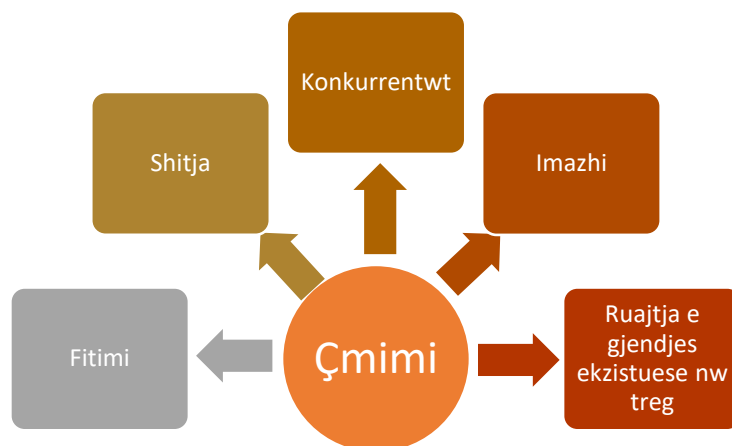 Konkurrentwt
Shitja
Imazhi
Fitimi
Çmimi
Ruajtja e
gjendjes
ekzistuese nw
treg